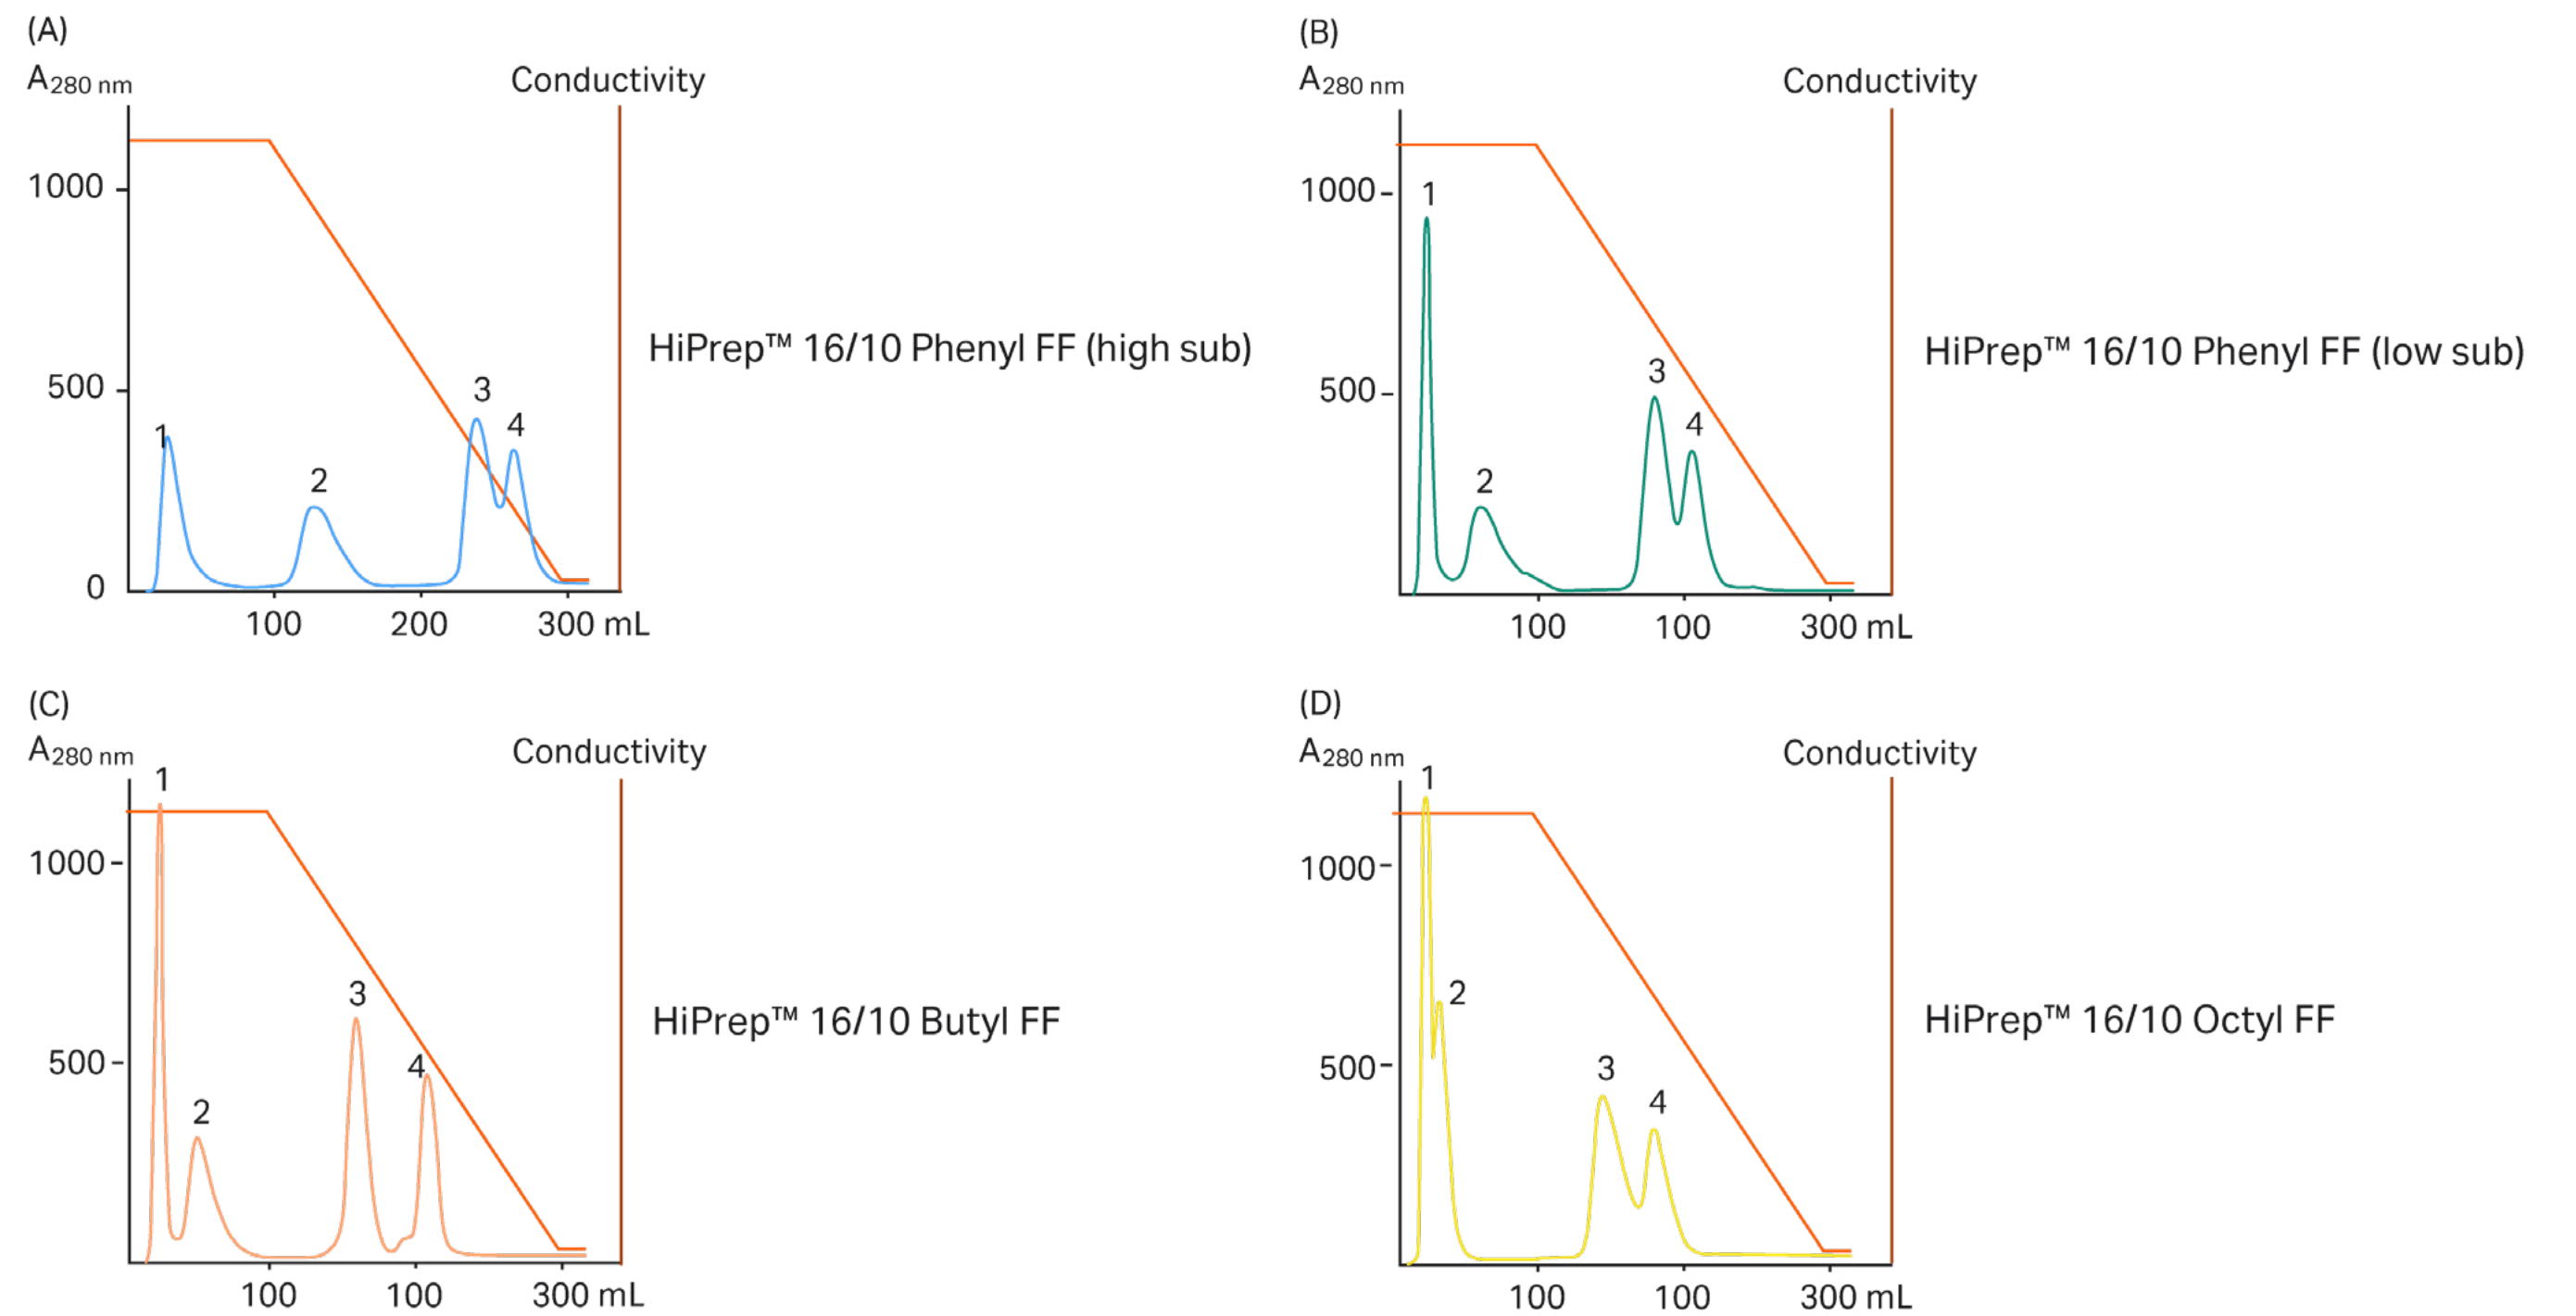 (A)
A280 nm
Conductivity
1000
500
0
1
2
3
4
100 200 300 mL
HiPrep™ 16/10 Phenyl FF (high sub)
(B)
A280 nm
Conductivity
1000
500
1
2
3
4
100 100 300 mL
HiPrep™ 16/10 Phenyl FF (low sub)
(C)
A280 nm
Conductivity
1000
500
1
2
3
4
100 100 300 mL
HiPrep™ 16/10 Butyl FF
(D)
A280 nm
Conductivity
1000
500
1
2
3
4
100 100 300 mL
HiPrep™ 16/10 Octyl FF